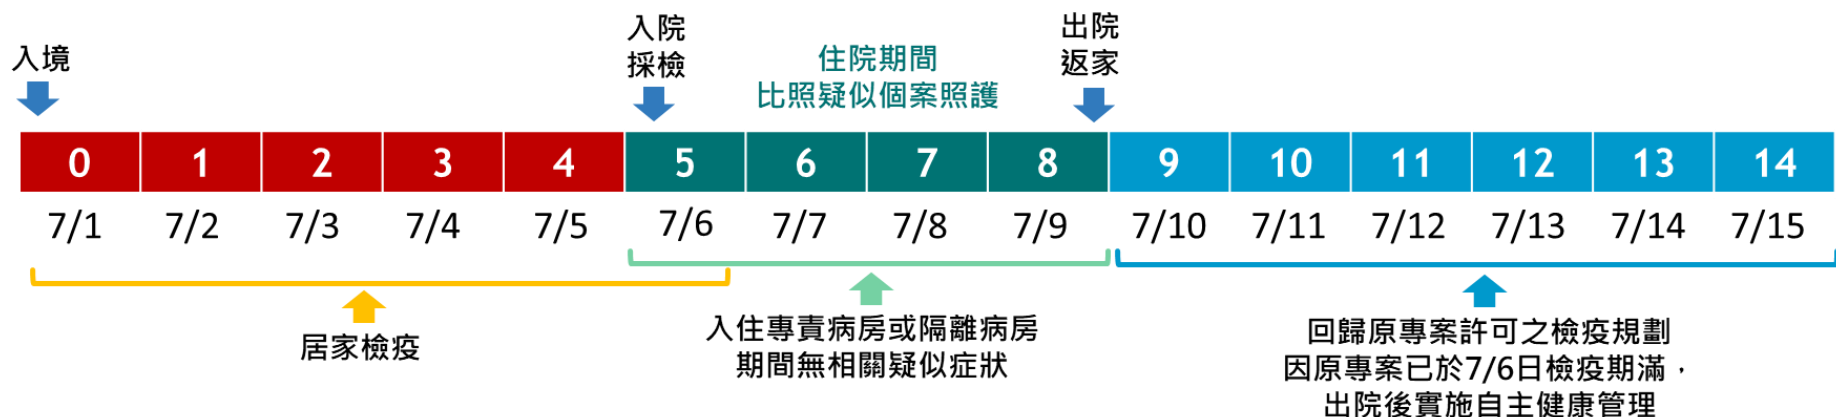 入境
入院
採檢
住院期間
比照疑似個案照護
出院
返家
0 1 2 3 4 5 6 7 8 9 10 11 12 13 14
7/1 7/2 7/3 7/4 7/5 7/6 7/7 7/8 7/9 7/10 7/11 7/12 7/13 7/14 7/15
居家檢疫
入住專責病房或隔離病房
期間無相關疑似症狀
回歸原專案許可之檢疫規劃
因原專案已於7/6日檢疫期滿，
出院後實施自主健康管理